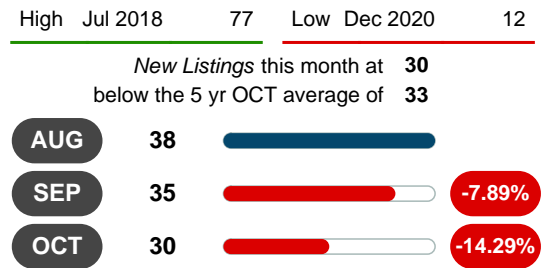 High Jul 2018 77 Low Dec 2020 12
New Listings this month at 30
below the 5 yr OCT average of 33
AUG 38
SEP 35 -7.89%
OCT 30 -14.29%